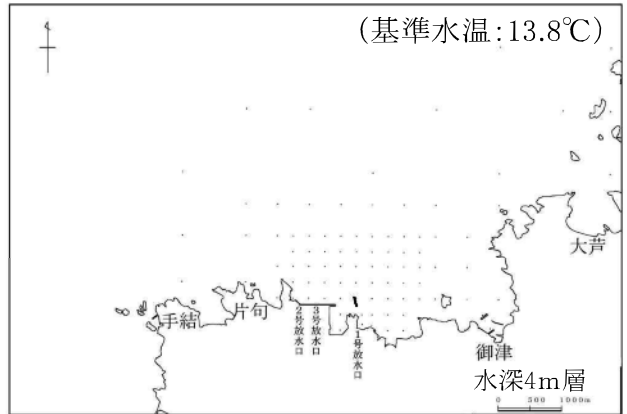 (基準水温:13.8℃)
大芦
手結
片句
2号放水口
3号放水口
1号放水口
御津
水深4m層
0 500 1000m